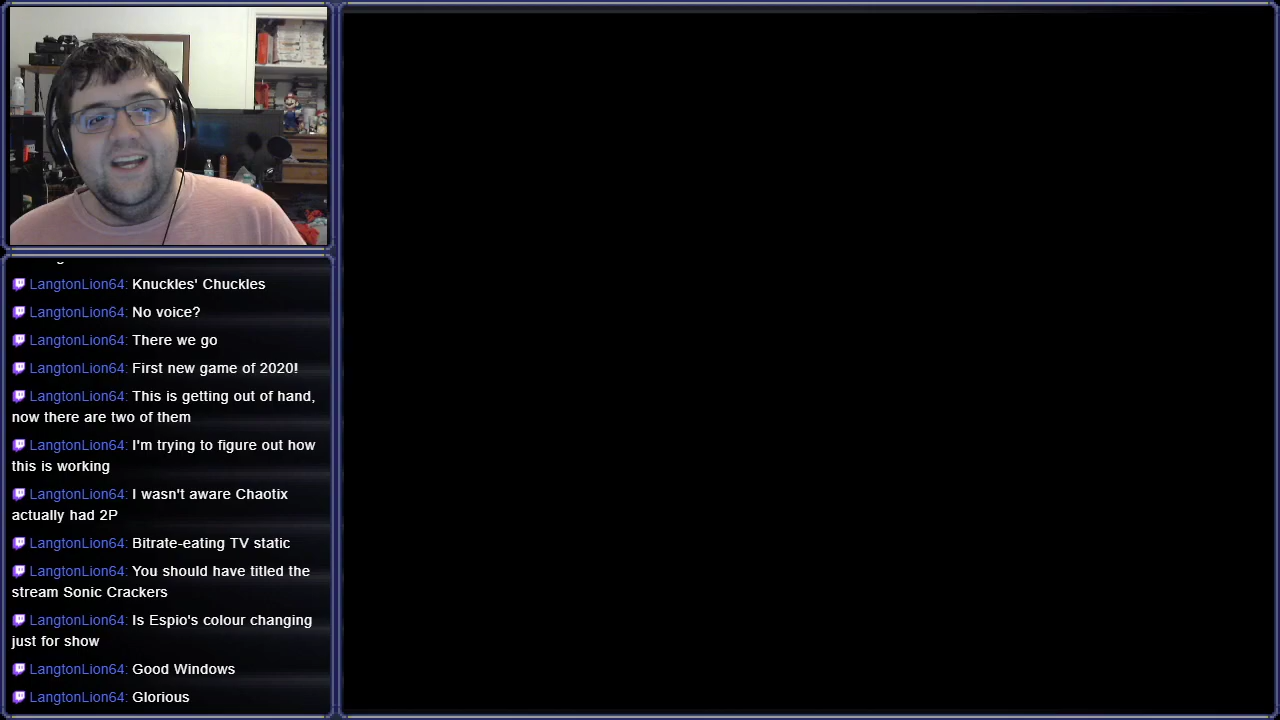 LangtonLion64: Knuckles' Chuckles
LangtonLion64: No voice?
LangtonLion64: There we go
LangtonLion64: First new game of 2020!
LangtonLion64: This is getting out of hand,
now there are two of them
LangtonLion64: I'm trying to figure out how
this is working
LangtonLion64: I wasn't aware Chaotix
actually had 2P
LangtonLion64: Bitrate-eating TV static
LangtonLion64: You should have titled the
stream Sonic Crackers
LangtonLion64: Is Espio's colour changing
just for show
LangtonLion64: Good Windows
LangtonLion64: Glorious